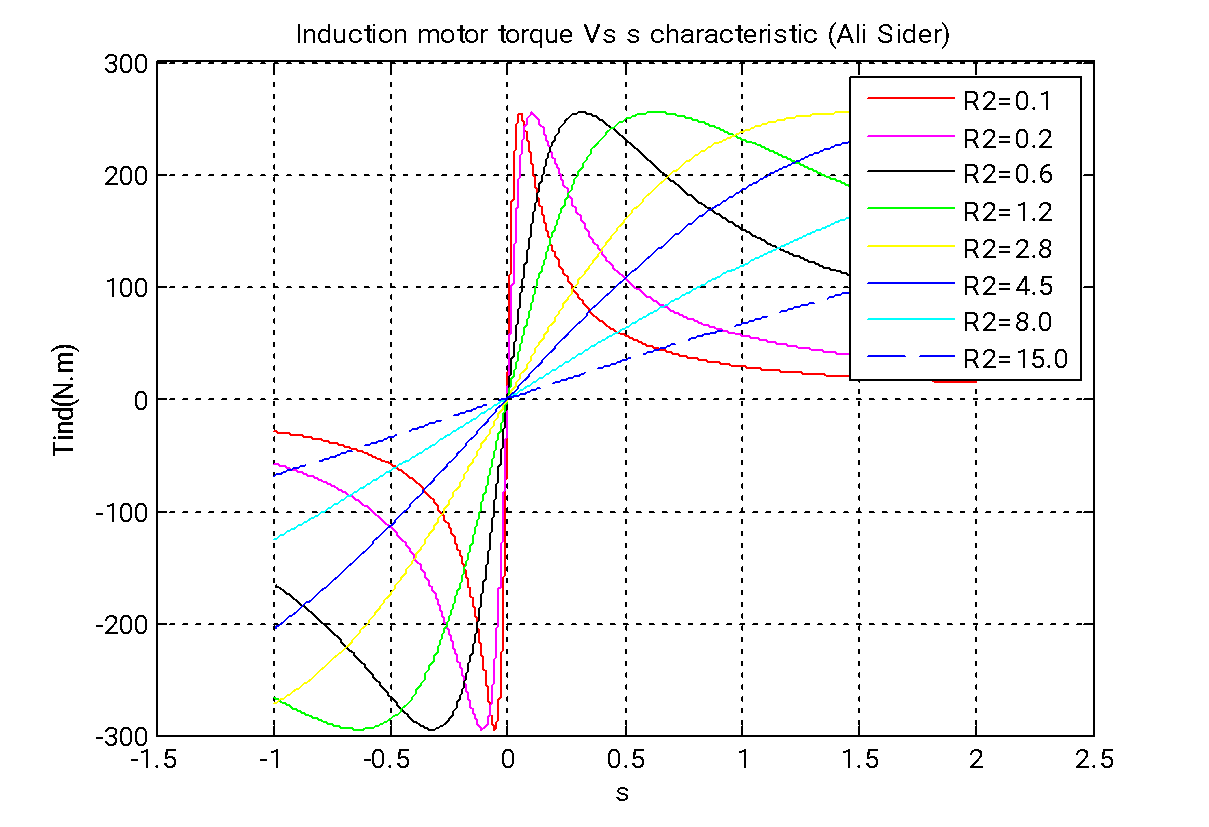 Induction motor torque Vs s characteristic (Ali Sider)
300
200
100
0
-100
-200
-300
Tind(N.m)
-1.5 -1 -0.5 0 0.5 1 1.5 2 2.5
s
R2=0.1
R2=0.2
R2=0.6
R2=1.2
R2=2.8
R2=4.5
R2=8.0
R2=15.0